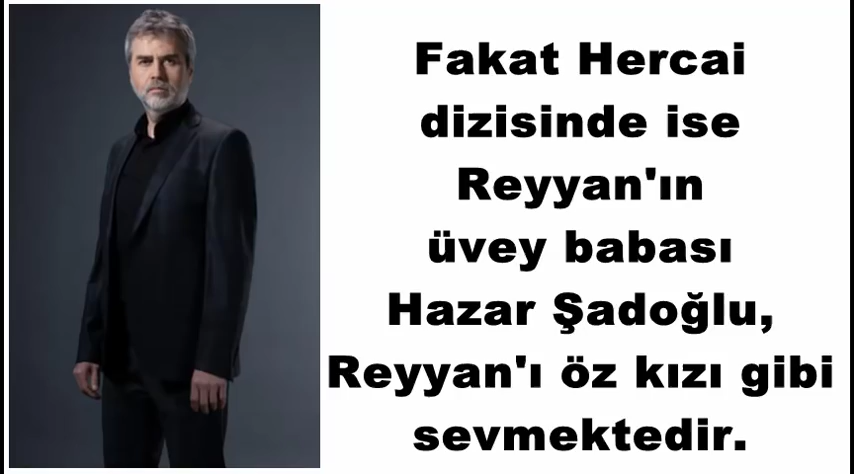 Fakat Hercai
dizisinde ise
Reyyan'ın
üvey babası
Hazar Şadoğlu,
Reyyan'ı öz kızı gibi
sevmektedir.